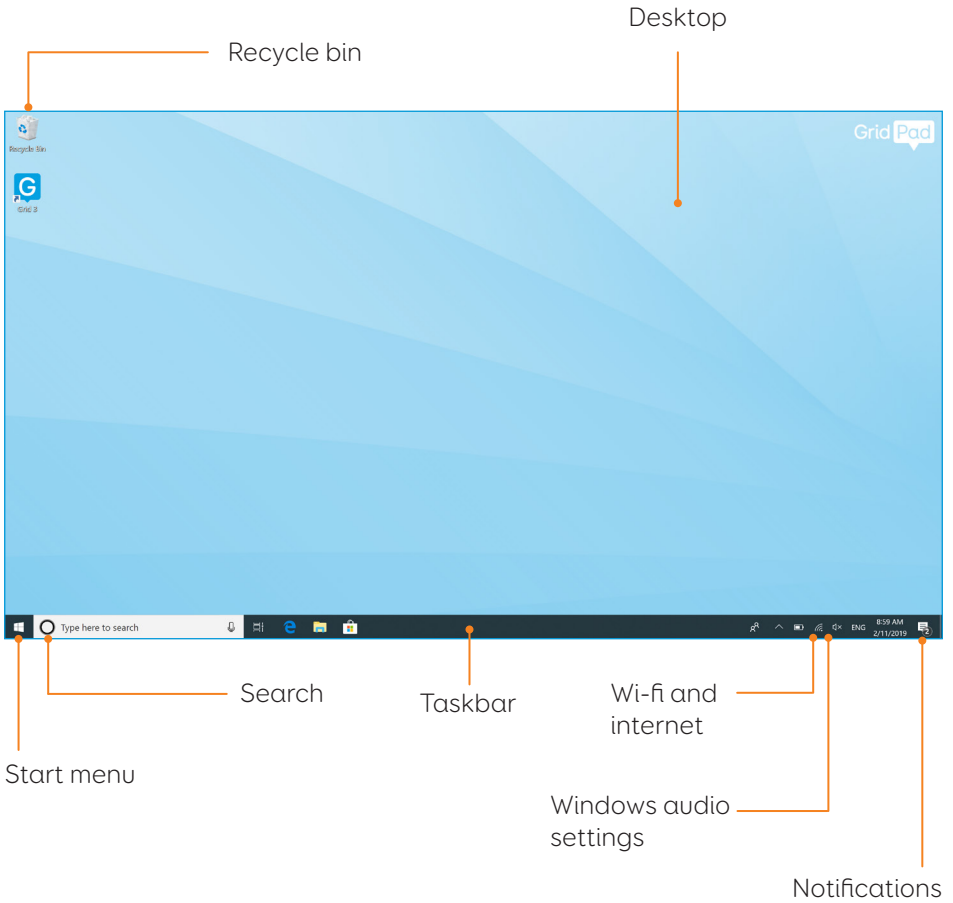 Desktop
Recycle bin
Grid Pad
Recycle Bin
G
Grid 3
Type here to search
e
ENG
8:59 AM
2/11/2019
2
Search
Taskbar
Wi-fi and
internet
Start menu
Windows audio
settings
Notifications